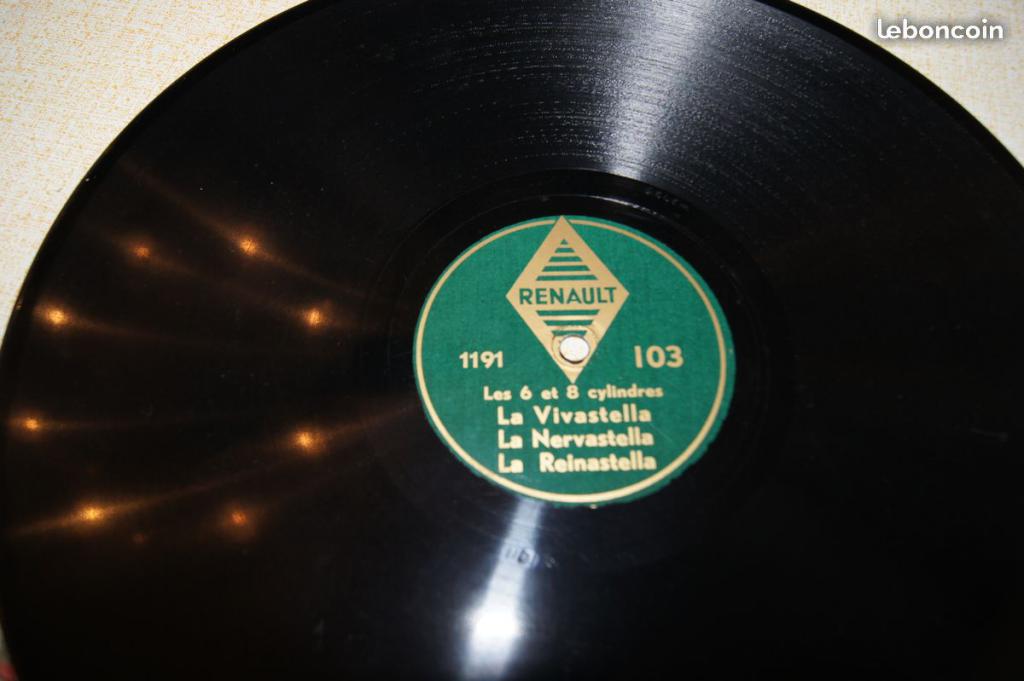 leboncoin
RENAULT
1191 103
Les 6 et 8 cylindres
La Vivastella
La Nervastella
La Reinastella